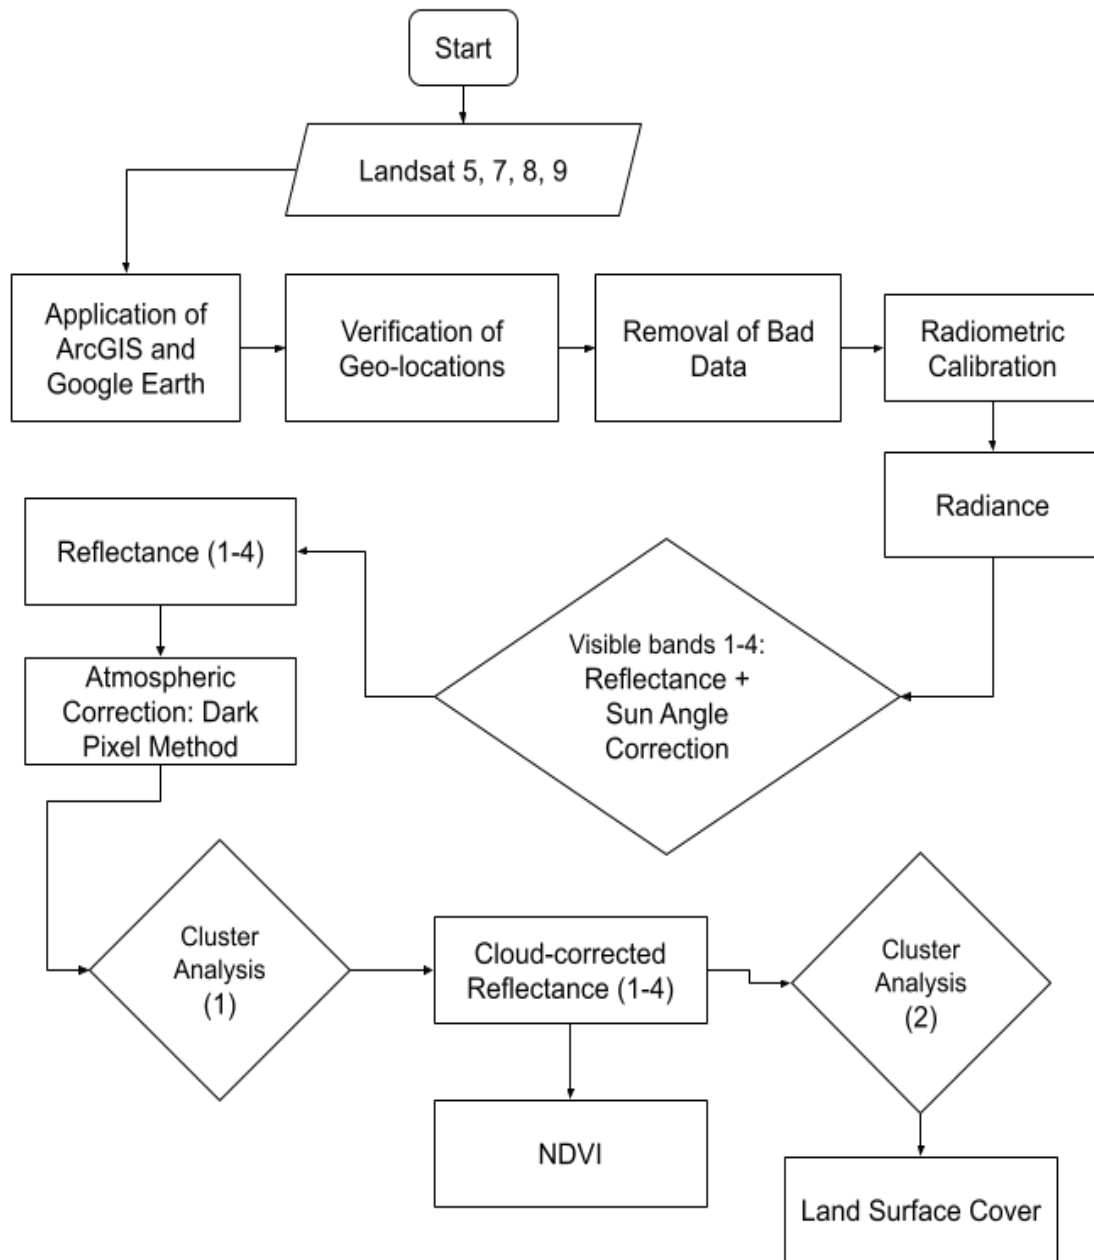 Start
Landsat 5, 7, 8, 9
Application of
ArcGIS and
Google Earth
Verification of
Geo-locations
Removal of Bad
Data
Radiometric
Calibration
Radiance
Visible bands 1-4:
Reflectance +
Sun Angle
Correction
Reflectance (1-4)
Atmospheric
Correction: Dark
Pixel Method
Cluster
Analysis
(1)
Cloud-corrected
Reflectance (1-4)
NDVI
Cluster
Analysis
(2)
Land Surface Cover